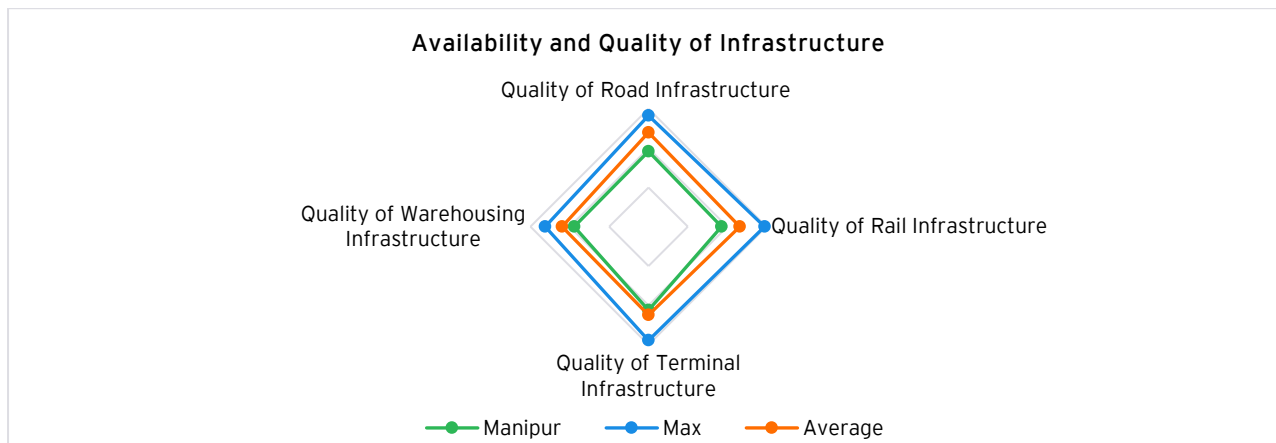 Availability and Quality of Infrastructure
Quality of Road Infrastructure
Quality of Warehousing
Infrastructure
Quality of Rail Infrastructure
Quality of Terminal
Infrastructure
Manipur Max Average